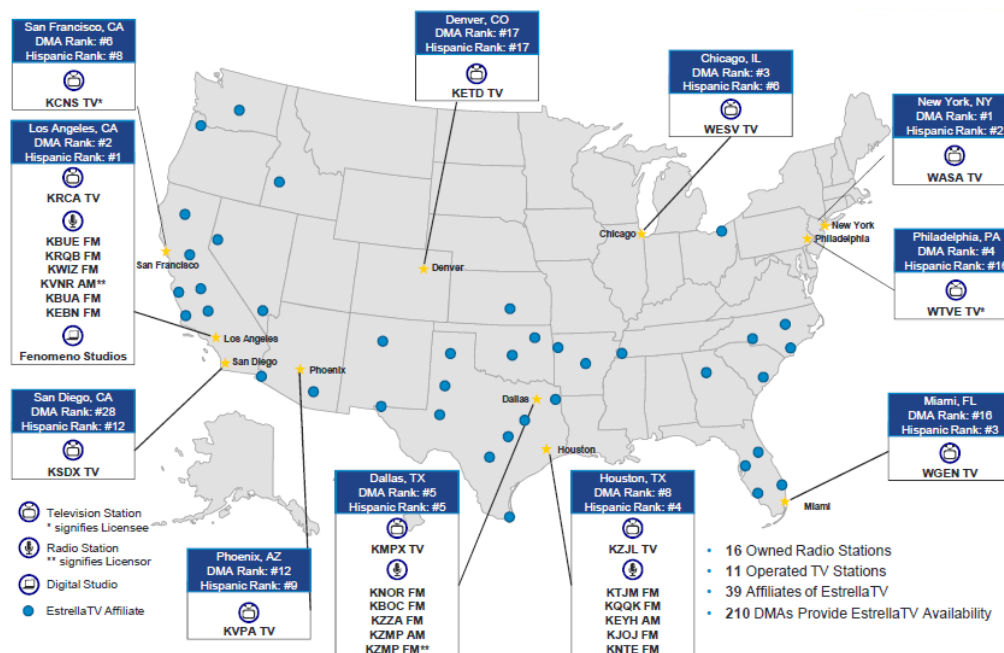 San Francisco, CA
DMA Rank: #6
Hispanic Rank: #8
KCNS TV*
Los Angeles, CA
DMA Rank: #2
Hispanic Rank: #1
KRCA TV
KBUE FM
KRQB FM
KWIZ FM
KVNR AM**
KBUA FM
KEBN FM
Fenomeno Studios
San Diego, CA
DMA Rank: #28
Hispanic Rank: #12
KSDX TV
Television Station
* signifies Licensee
Radio Station
** signifies Licensor
Digital Studio
EstrellaTV Affiliate
Denver, CO
DMA Rank: #17
Hispanic Rank: #17
KETD TV
Chicago, IL
DMA Rank: #3
Hispanic Rank: #6
WESV TV
New York, NY
DMA Rank: #1
Hispanic Rank: #2
WASA TV
Philadelphia, PA
DMA Rank: #4
Hispanic Rank: #16
WTVE TV*
Miami, FL
DMA Rank: #16
Hispanic Rank: #3
WGEN TV
San Francisco
Los Angeles
San Diego
Phoenix
Denver
Dallas
Houston
Chicago
New York
Philadelphia
Miami
Phoenix, AZ
DMA Rank: #12
Hispanic Rank: #9
KVPA TV
Dallas, TX
DMA Rank: #5
Hispanic Rank: #5
KMPX TV
KNOR FM
KBOC FM
KZZA FM
KZMP AM
KZMP FM**
Houston, TX
DMA Rank: #8
Hispanic Rank: #4
KZJL TV
KTJM FM
KQQK FM
KEYH AM
KJOJ FM
KNTE FM
• 16 Owned Radio Stations
• 11 Operated TV Stations
• 39 Affiliates of EstrellaTV
• 210 DMAs Provide EstrellaTV Availability